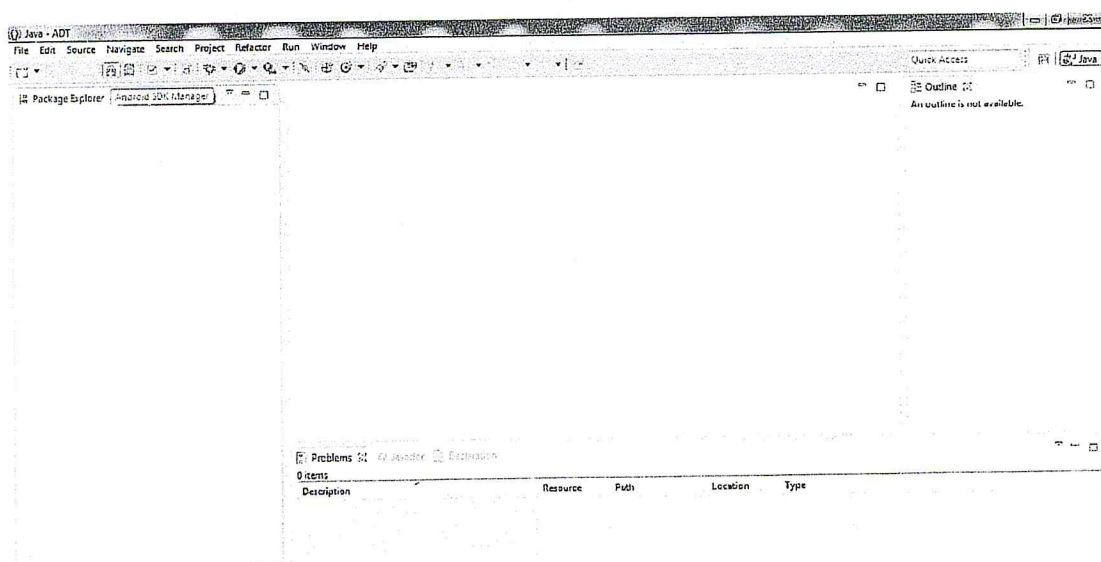 Java - ADT
File Edit Source Navigate Search Project Refactor Run Window Help
Quick Access
Java
Package Explorer
Android SDK Manager
Outline
An outline is not available.
Problems
Javadoc
Declaration
0 items
Description Resource Path Location Type